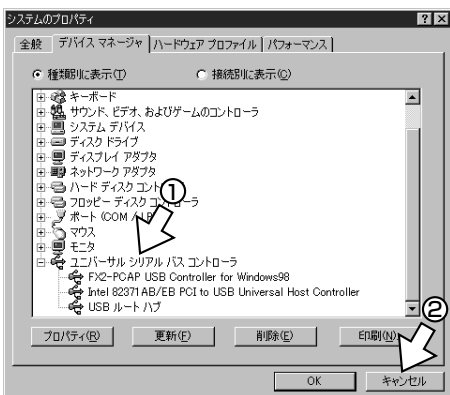 システムのプロパティ
全般 デバイス マネージャ ハードウェア プロファイル パフォーマンス
種類別に表示(T) 接続別に表示(C)
キーボード
サウンド、ビデオ、およびゲームのコントローラ
システム デバイス
ディスク ドライブ
ディスプレイ アダプタ
ネットワーク アダプタ
ハード ディスク コント
①
フロッピー ディスク コントローラ
ポート (COM / LP
マウス
モニタ
ユニバーサル シリアル バス コントローラ
FX2-PCAP USB Controller for Windows98
Intel 82371AB/EB PCI to USB Universal Host Controller
USB ルート ハブ
②
プロパティ(R) 更新(F) 削除(E) 印刷(N)...
OK キャンセル